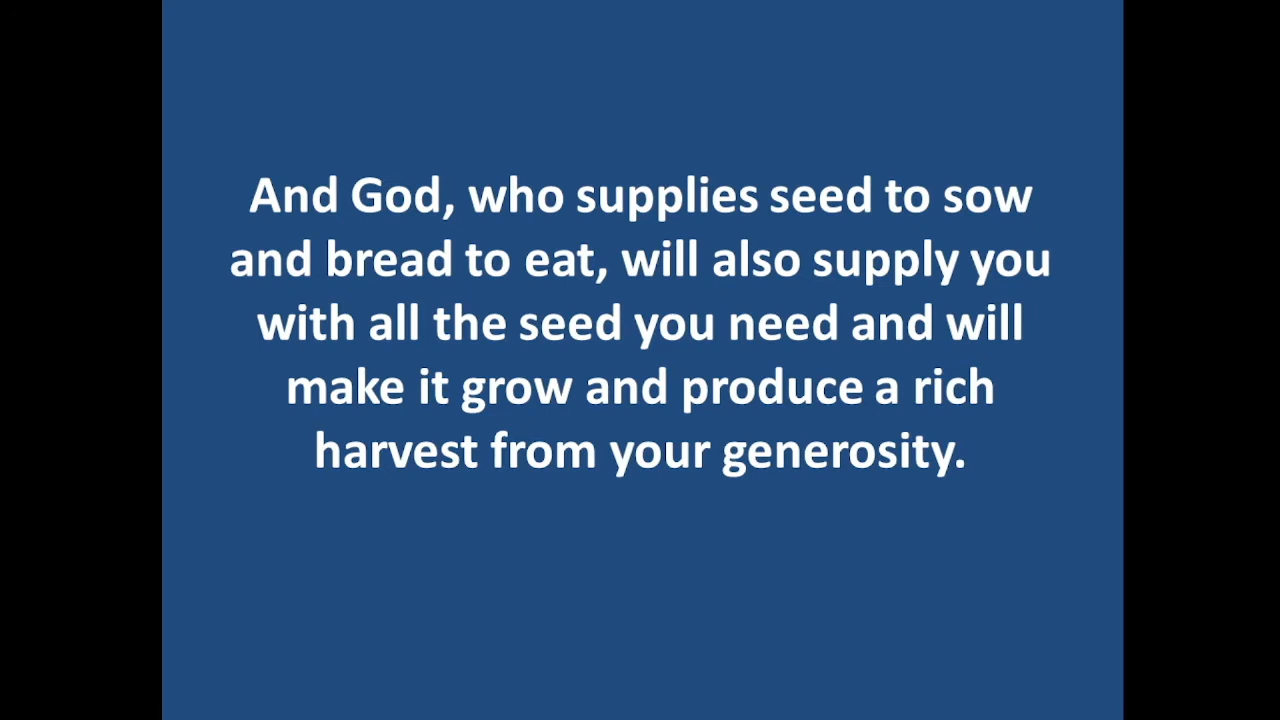 And God, who supplies seed to sow
and bread to eat, will also supply you
with all the seed you need and will
make it grow and produce a rich
harvest from your generosity.